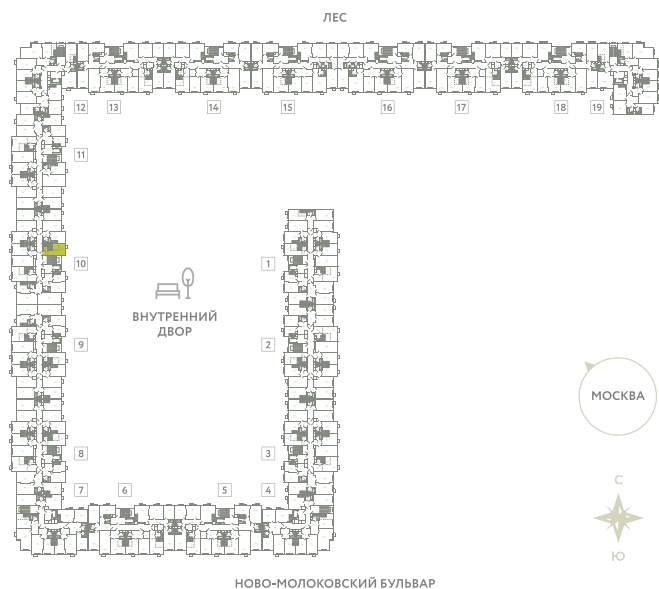 ЛЕС
12 13 14 15 16 17 18 19
11
10 1
ВНУТРЕННИЙ
ДВОР
9 2
МОСКВА
8 3
7 6 5 4
С
Ю
НОВО-МОЛОКОВСКИЙ БУЛЬВАР